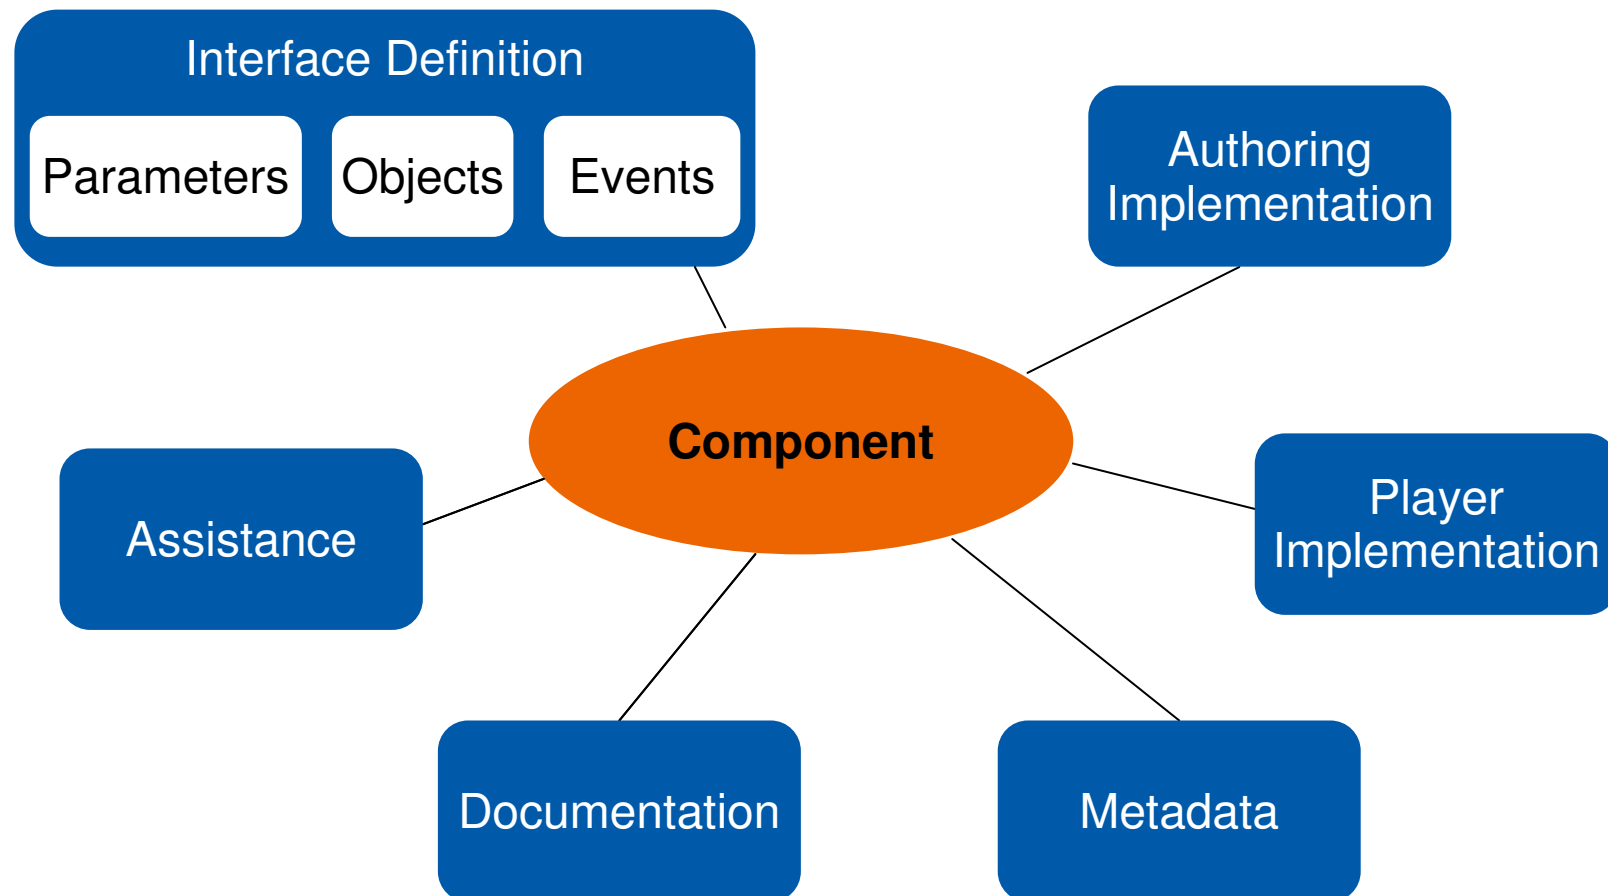 Interface Definition
Parameters Objects Events
Authoring
Implementation
Component
Player
Implementation
Assistance
Documentation
Metadata